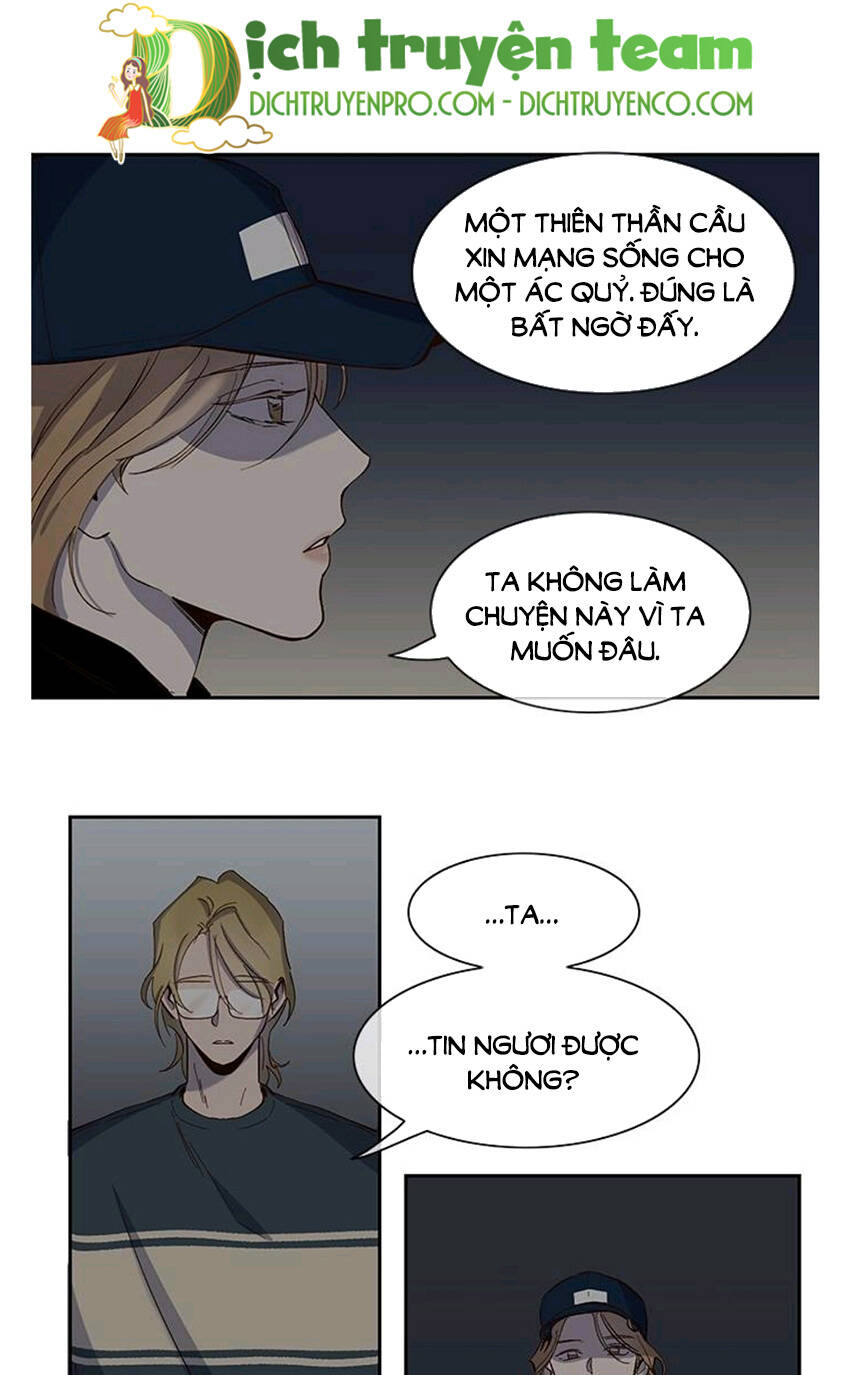 Dịch truyện team
DICHTRUYENPRO.COM - DICHTRUYENCO.COM
MỘT THIÊN THẦN CẦU
XIN MẠNG SỐNG CHO
MỘT ÁC QUỶ. ĐÚNG LÀ
BẤT NGỜ ĐẤY.
TA KHÔNG LÀM
CHUYỆN NÀY VÌ TA
MUỐN ĐÂU.
...TA...
...TIN NGƯƠI ĐƯỢC
KHÔNG?